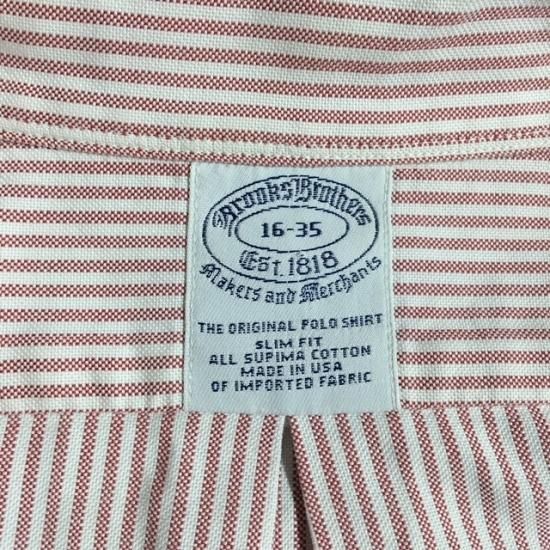 Brooks Brothers
16-35
Est. 1818
Makers and Merchants
THE ORIGINAL POLO SHIRT
SLIM FIT
ALL SUPIMA COTTON
MADE IN USA
OF IMPORTED FABRIC